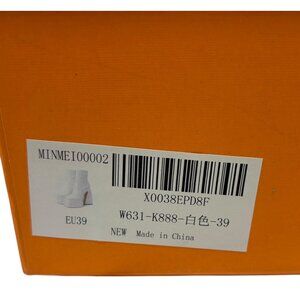 MINMEI00002
X0038EPD8F
EU39
W631-K888-白色-39
NEW Made in China